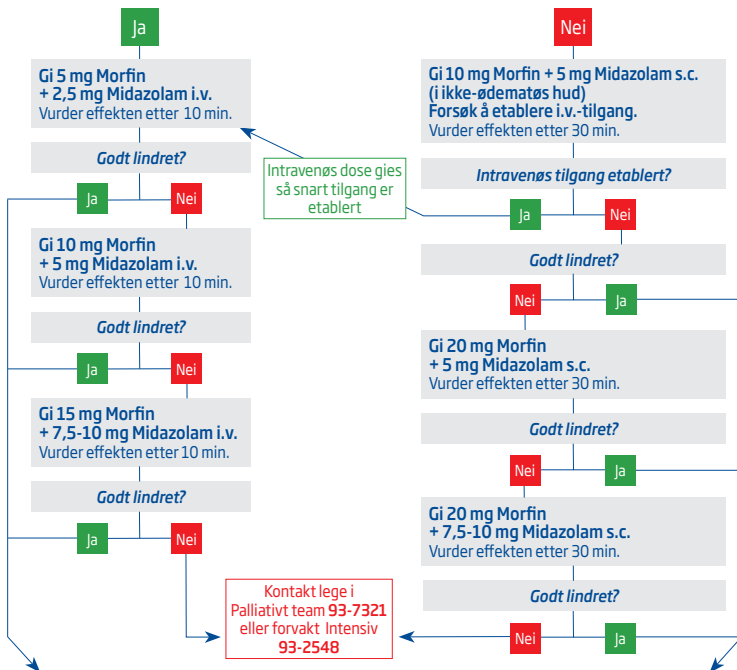 Ja
Gi 5 mg Morfin
+ 2,5 mg Midazolam i.v.
Vurder effekten etter 10 min.
Godt lindret?
Ja
Nei
Gi 10 mg Morfin
+ 5 mg Midazolam i.v.
Vurder effekten etter 10 min.
Godt lindret?
Ja
Nei
Gi 15 mg Morfin
+ 7,5-10 mg Midazolam i.v.
Vurder effekten etter 10 min.
Godt lindret?
Ja
Nei
Intravenøs dose gies
så snart tilgang er
etablert
Kontakt lege i
Palliativt team 93-7321
eller forvakt Intensiv
93-2548
Nei
Gi 10 mg Morfin + 5 mg Midazolam s.c.
(i ikke-ødematøs hud)
Forsøk å etablere i.v.-tilgang.
Vurder effekten etter 30 min.
Intravenøs tilgang etablert?
Ja
Nei
Godt lindret?
Nei
Ja
Gi 20 mg Morfin
+ 5 mg Midazolam s.c.
Vurder effekten etter 30 min.
Godt lindret?
Nei
Ja
Gi 20 mg Morfin
+ 7,5-10 mg Midazolam s.c.
Vurder effekten etter 30 min.
Godt lindret?
Nei
Ja